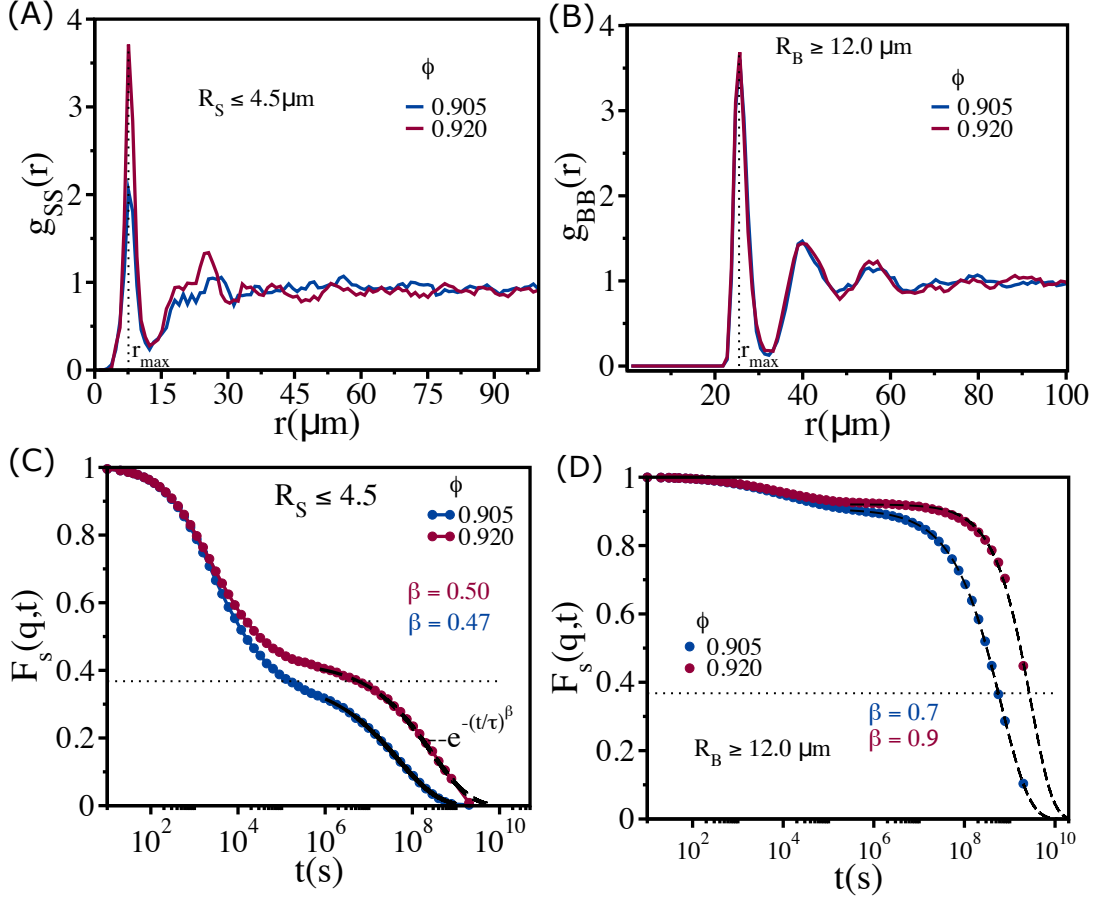 (A)
4
3
2
1
0
g_SS(r)
R_S ≤ 4.5μm
ϕ
0.905
0.920
r_max
0 15 30 45 60 75 90
r(μm)
(B)
4
3
2
1
0
g_BB(r)
R_B ≥ 12.0 μm
ϕ
0.905
0.920
r_max
20 40 60 80 100
r(μm)
(C)
1
0.8
0.6
0.4
0.2
0
F_s(q,t)
R_S ≤ 4.5
ϕ
0.905
0.920
β = 0.50
β = 0.47
--e^-(t/τ)^β
10^2 10^4 10^6 10^8 10^10
t(s)
(D)
1
0.8
0.6
0.4
0.2
0
F_s(q,t)
ϕ
0.905
0.920
β = 0.7
β = 0.9
R_B ≥ 12.0 μm
10^2 10^4 10^6 10^8 10^10
t(s)